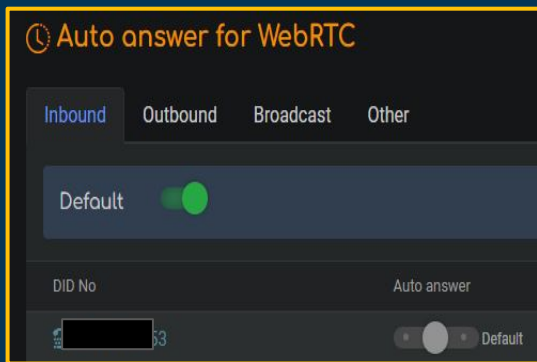 Auto answer for WebRTC
Inbound Outbound Broadcast Other
Default
DID No Auto answer
53 Default